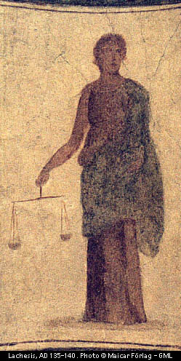 Lachesis, AD 135-140. Photo © Maicar Förlag - GML